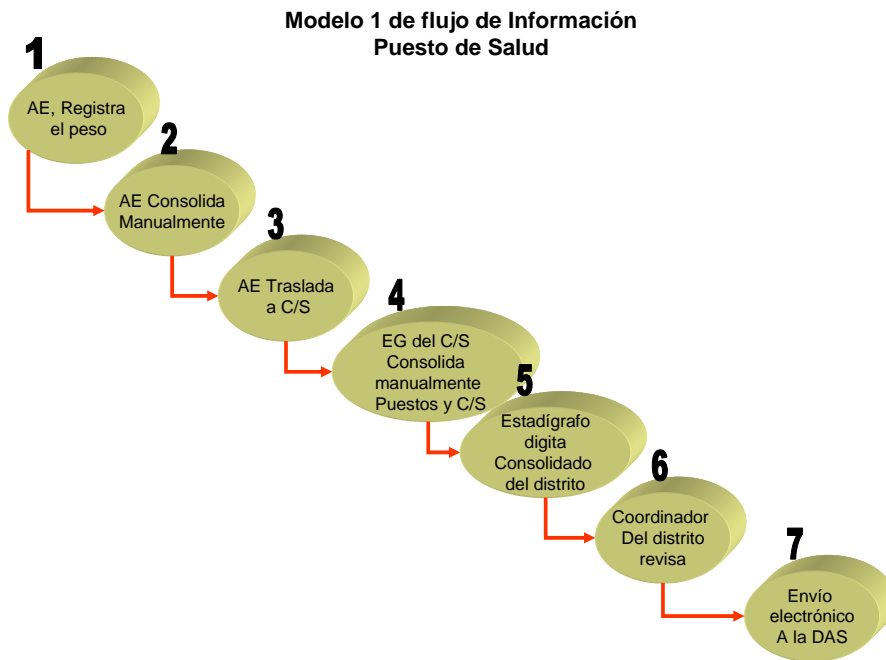 Modelo 1 de flujo de Información
Puesto de Salud
1
AE, Registra
el peso
2
AE Consolida
Manualmente
3
AE Traslada
a C/S
4
EG del C/S
Consolida
manualmente
Puestos y C/S
5
Estadígrafo
digita
Consolidado
del distrito
6
Coordinador
Del distrito
revisa
7
Envío
electrónico
A la DAS